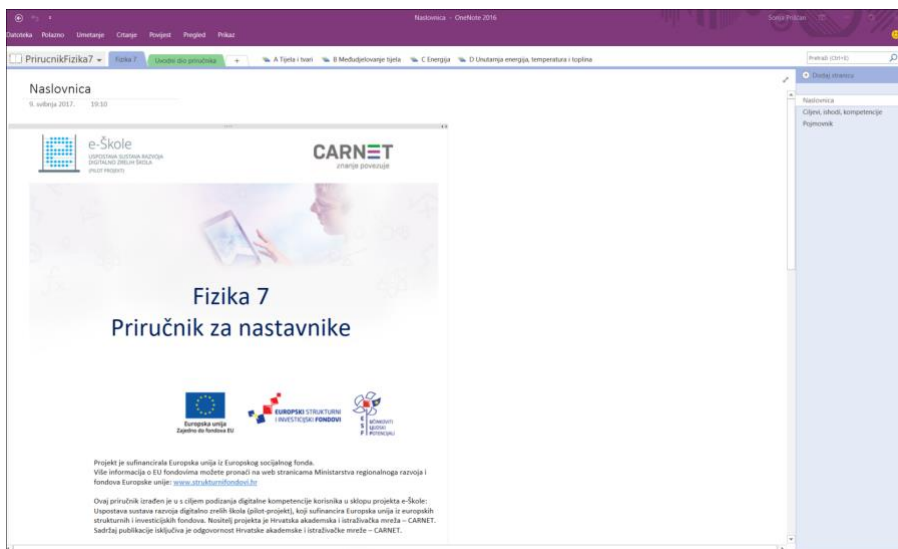 Naslovnica - OneNote 2016
Datoteka Polazno Umetanje Crtanje Povijest Pregled Prikaz
PrirucnikFizika7 Fizika 7 Uvodni dio priručnika + A Tijela i tvari B Međudjelovanje tijela C Energija D Unutarnja energija, temperatura i toplina
Pretraži (Ctrl+E)
Dodaj stranicu
Naslovnica
Ciljevi, ishodi, kompetencije
Pojmovnik
Naslovnica
9. svibnja 2017. 19:10
e-Škole
USPOSTAVA SUSTAVA RAZVOJA
DIGITALNO ZRELIH ŠKOLA
(PILOT PROJEKT)
CARNET
znanje povezuje
Fizika 7
Priručnik za nastavnike
Europska unija
Zajedno do fondova EU
EUROPSKI STRUKTURNI
I INVESTICIJSKI FONDOVI
E UČINKOVITI
S LJUDSKI
F POTENCIJALI
Projekt je sufinancirala Europska unija iz Europskog socijalnog fonda.
Više informacija o EU fondovima možete pronaći na web stranicama Ministarstva regionalnoga razvoja i
fondova Europske unije: www.strukturnifondovi.hr
Ovaj priručnik izrađen je u s ciljem podizanja digitalne kompetencije korisnika u sklopu projekta e-Škole:
Uspostava sustava razvoja digitalno zrelih škola (pilot-projekt), koji sufinancira Europska unija iz europskih
strukturnih i investicijskih fondova. Nositelj projekta je Hrvatska akademska i istraživačka mreža – CARNET.
Sadržaj publikacije isključiva je odgovornost Hrvatske akademske i istraživačke mreže – CARNET.